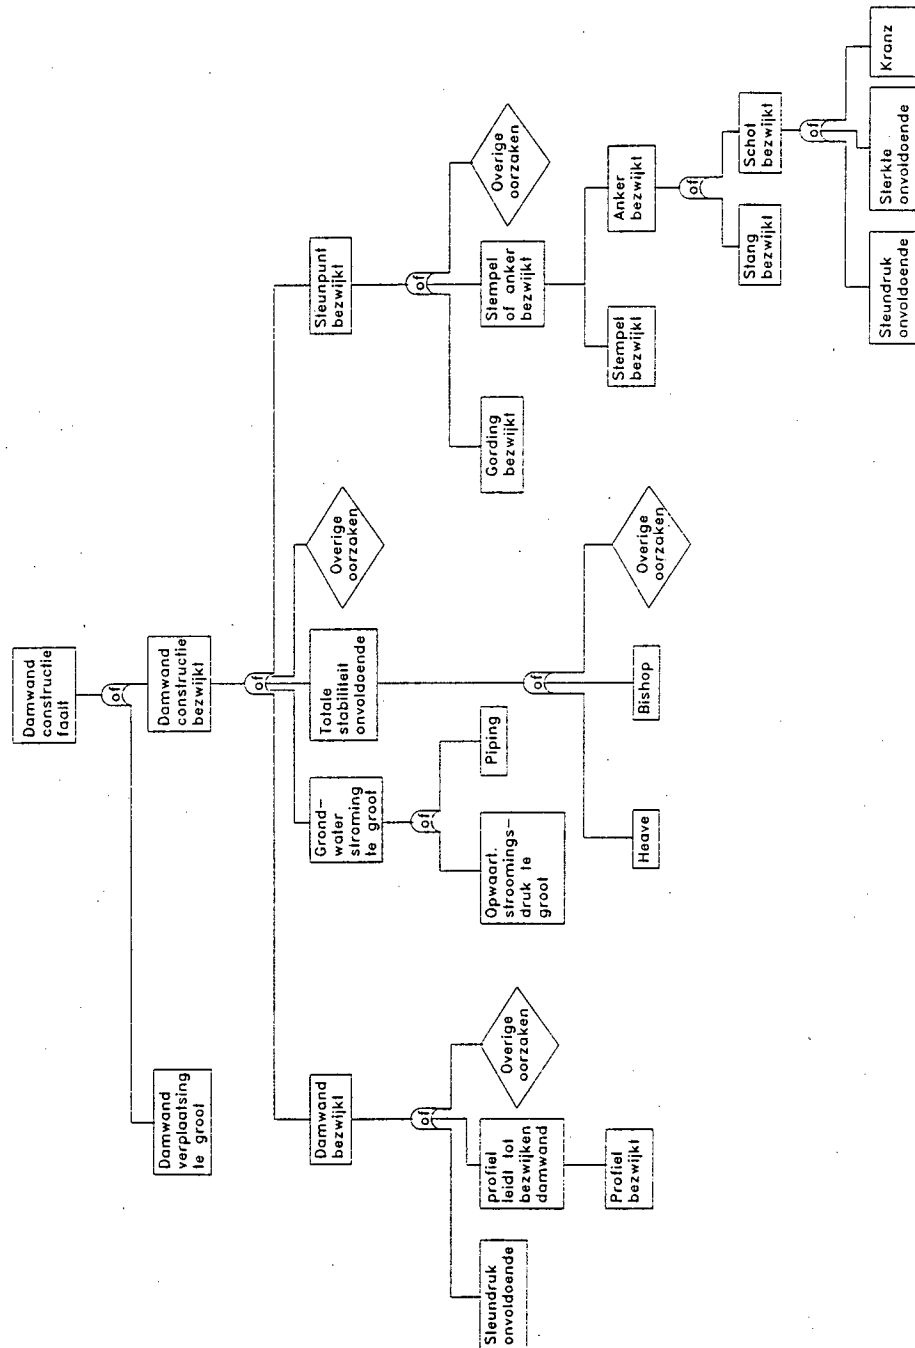 Damwand
constructie
faalt
of
Damwand
verplaatsing
te groot
Damwand
constructie
bezwijkt
of
Damwand
bezwijkt
Grond-
water
stroming
te groot
Totale
stabiliteit
onvoldoende
Overige
oorzaken
Steunpunt
bezwijkt
of
of
of
Steundruk
onvoldoende
profiel
leidt tot
bezwijken
damwand
Overige
oorzaken
Opwaart.
stroomings-
druk te
groot
Piping
Gording
bezwijkt
Stempel
of anker
bezwijkt
Overige
oorzaken
of
Profiel
bezwijkt
Heave
Bishop
Overige
oorzaken
Stempel
bezwijkt
Anker
bezwijkt
of
Stang
bezwijkt
Schot
bezwijkt
of
Steundruk
onvoldoende
Sterkte
onvoldoende
Kranz